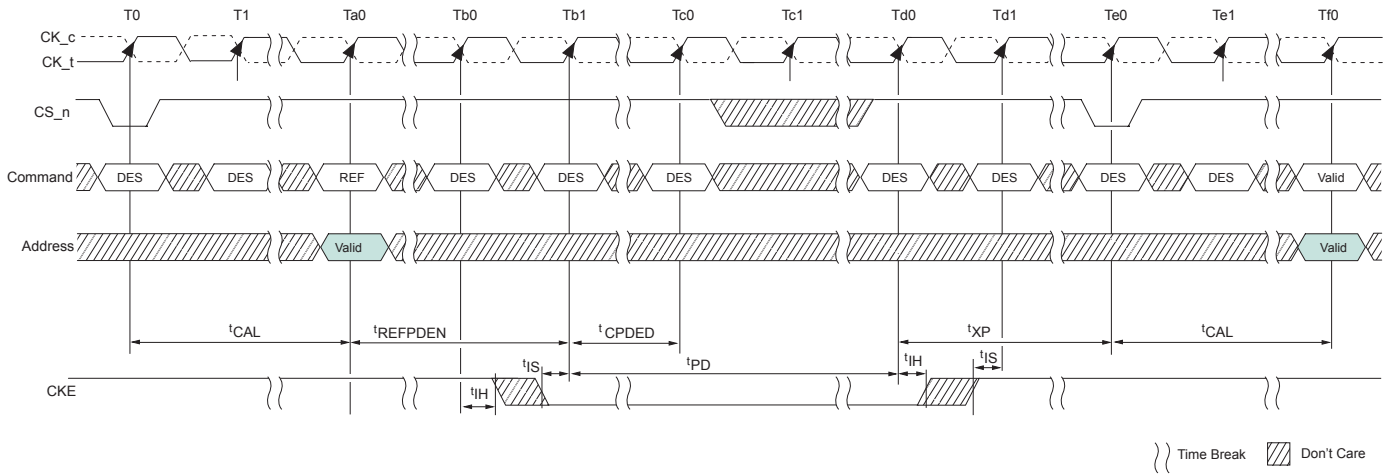 T0 T1 Ta0 Tb0 Tb1 Tc0 Tc1 Td0 Td1 Te0 Te1 Tf0
CK_c
CK_t
CS_n
Command DES DES REF DES DES DES DES DES DES DES Valid
Address Valid Valid
tCAL tREFPDEN tCPDED tXP tCAL
tIS tPD tIH tIS
CKE tIH
Time Break Don't Care